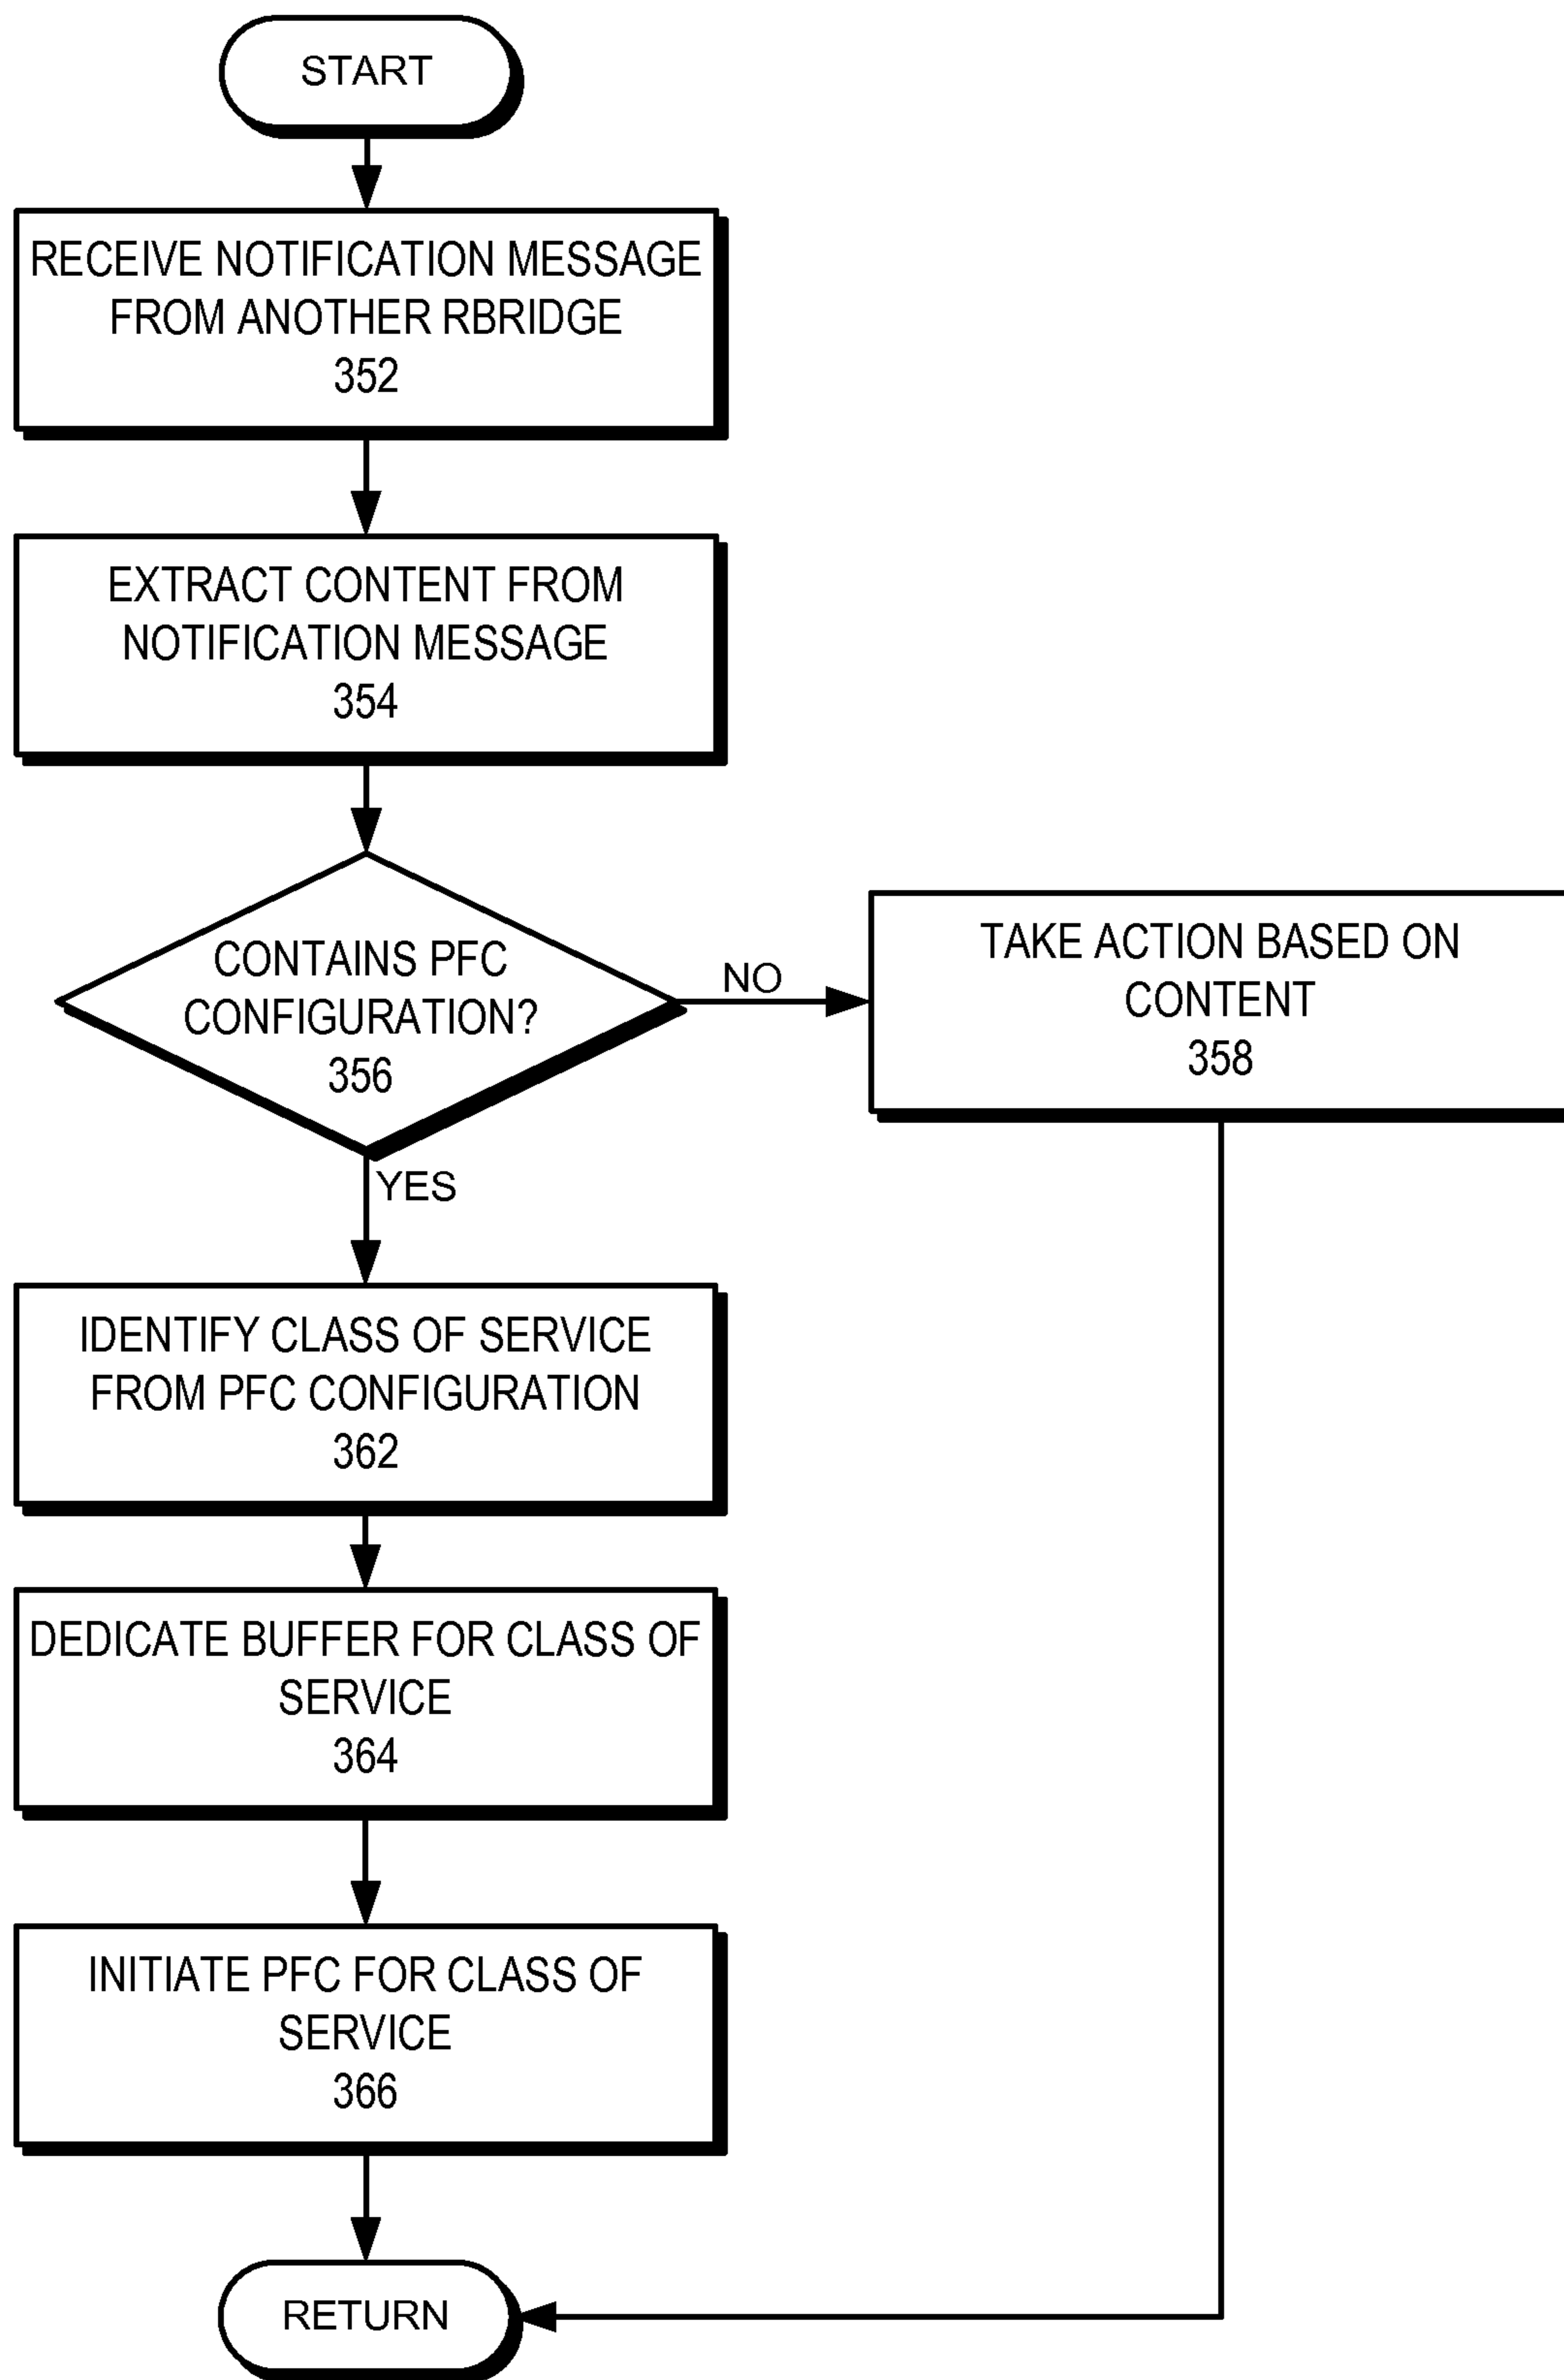 START
RECEIVE NOTIFICATION MESSAGE
FROM ANOTHER RBRIDGE
352
EXTRACT CONTENT FROM
NOTIFICATION MESSAGE
354
CONTAINS PFC
CONFIGURATION?
356
NO
TAKE ACTION BASED ON
CONTENT
358
YES
IDENTIFY CLASS OF SERVICE
FROM PFC CONFIGURATION
362
DEDICATE BUFFER FOR CLASS OF
SERVICE
364
INITIATE PFC FOR CLASS OF
SERVICE
366
RETURN